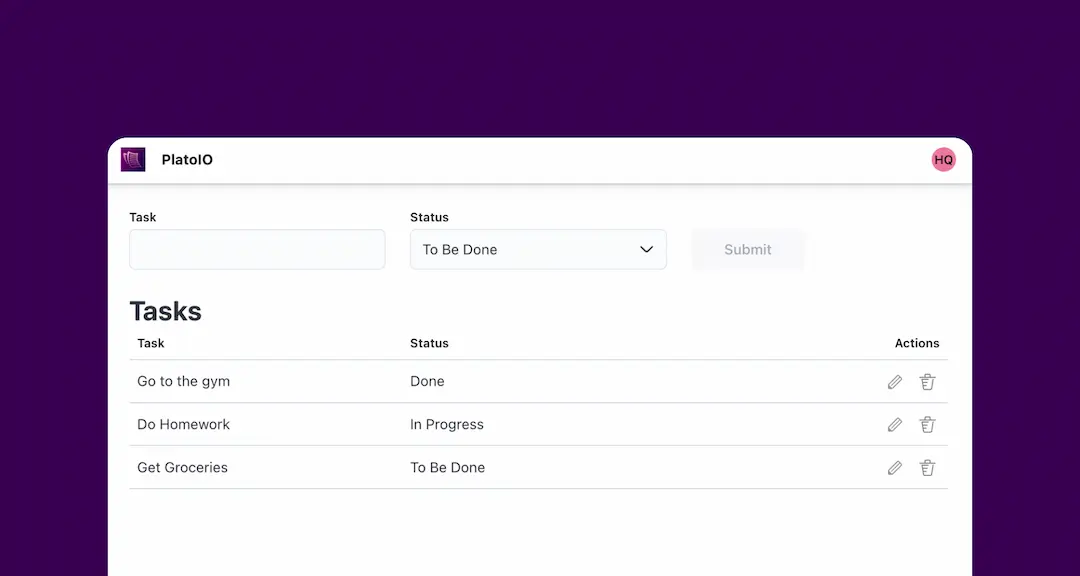 PlatoIO HQ
Task Status
To Be Done Submit
Tasks
Task Status Actions
Go to the gym Done
Do Homework In Progress
Get Groceries To Be Done